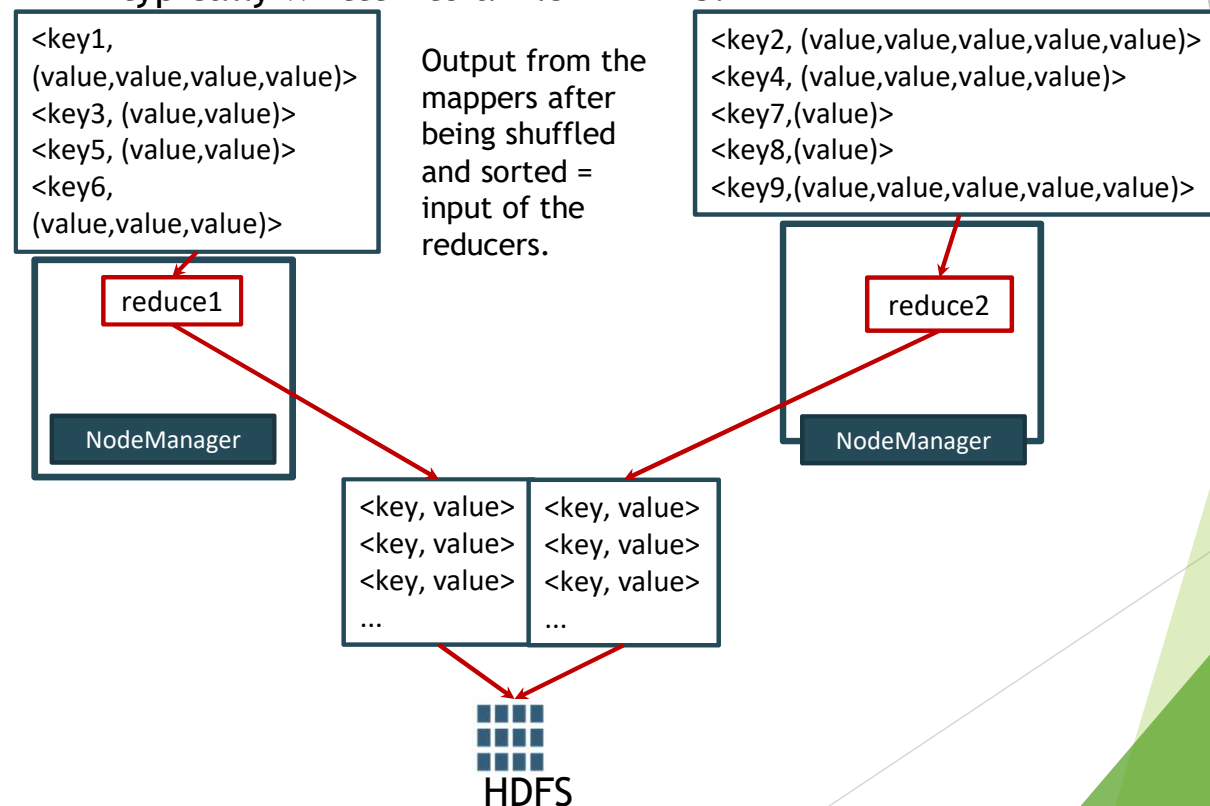 <key1,
(value,value,value,value)>
<key3, (value,value)>
<key5, (value,value)>
<key6,
(value,value,value)>
Output from the
mappers after
being shuffled
and sorted =
input of the
reducers.
<key2, (value,value,value,value,value)>
<key4, (value,value,value,value)>
<key7,(value)>
<key8,(value)>
<key9,(value,value,value,value,value)>
reduce1
NodeManager
reduce2
NodeManager
<key, value>
<key, value>
<key, value>
...
<key, value>
<key, value>
<key, value>
...
HDFS